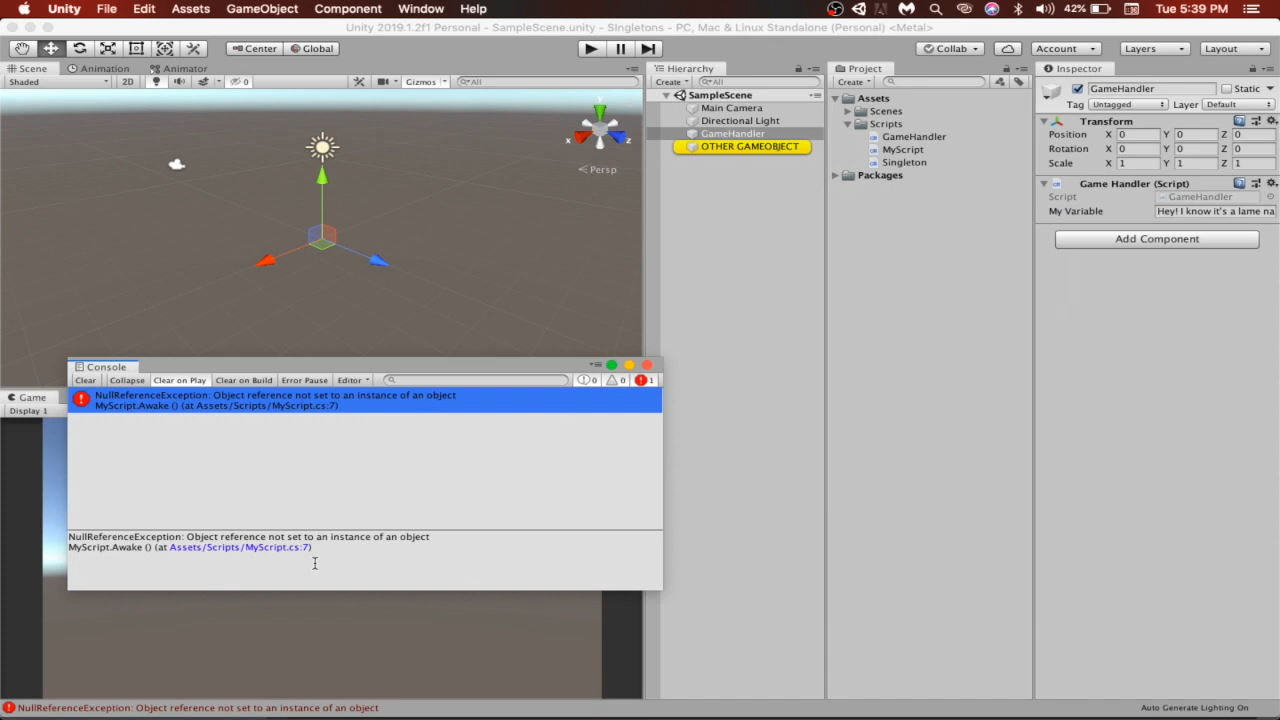 Unity File Edit Assets GameObject Component Window Help 42% Tue 5:39 PM
Unity 2019.1.2f1 Personal - SampleScene.unity - Singletons - PC, Mac & Linux Standalone (Personal) <Metal>
Center Global Collab Account Layers Layout
Scene Animation Animator
Shaded 2D 0 Gizmos All
Persp
Hierarchy
Create All
SampleScene
Main Camera
Directional Light
GameHandler
OTHER GAMEOBJECT
Project
Create
Assets
Scenes
Scripts
GameHandler
MyScript
Singleton
Packages
Inspector
GameHandler Static
Tag Untagged Layer Default
Transform
Position X 0 Y 0 Z 0
Rotation X 0 Y 0 Z 0
Scale X 1 Y 1 Z 1
Game Handler (Script)
Script GameHandler
My Variable Hey! I know it's a lame na
Add Component
Game
Display 1
Console
Clear Collapse Clear on Play Clear on Build Error Pause Editor 0 0 1
NullReferenceException: Object reference not set to an instance of an object
MyScript.Awake () (at Assets/Scripts/MyScript.cs:7)
NullReferenceException: Object reference not set to an instance of an object
MyScript.Awake () (at Assets/Scripts/MyScript.cs:7)
NullReferenceException: Object reference not set to an instance of an object
Auto Generate Lighting On